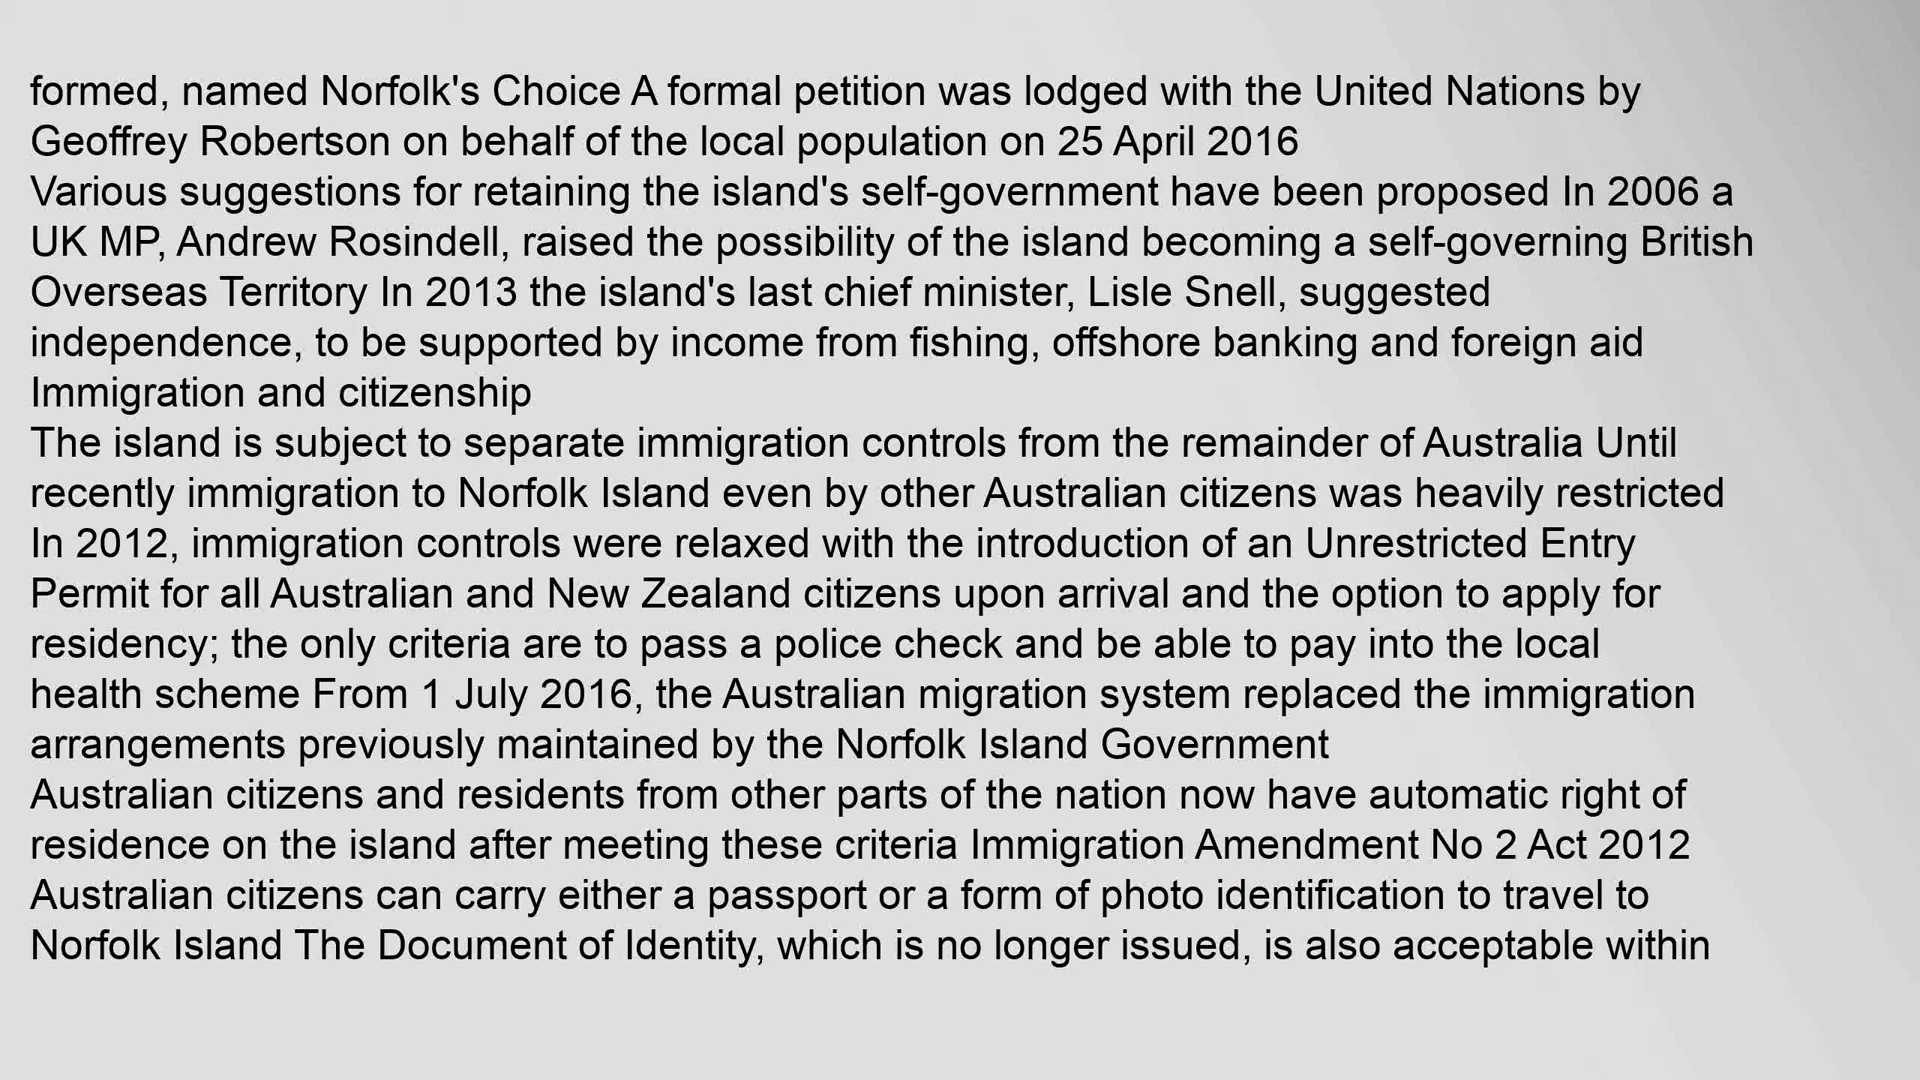 formed, named Norfolk's Choice A formal petition was lodged with the United Nations by
Geoffrey Robertson on behalf of the local population on 25 April 2016
Various suggestions for retaining the island's self-government have been proposed In 2006 a
UK MP, Andrew Rosindell, raised the possibility of the island becoming a self-governing British
Overseas Territory In 2013 the island's last chief minister, Lisle Snell, suggested
independence, to be supported by income from fishing, offshore banking and foreign aid
Immigration and citizenship
The island is subject to separate immigration controls from the remainder of Australia Until
recently immigration to Norfolk Island even by other Australian citizens was heavily restricted
In 2012, immigration controls were relaxed with the introduction of an Unrestricted Entry
Permit for all Australian and New Zealand citizens upon arrival and the option to apply for
residency; the only criteria are to pass a police check and be able to pay into the local
health scheme From 1 July 2016, the Australian migration system replaced the immigration
arrangements previously maintained by the Norfolk Island Government
Australian citizens and residents from other parts of the nation now have automatic right of
residence on the island after meeting these criteria Immigration Amendment No 2 Act 2012
Australian citizens can carry either a passport or a form of photo identification to travel to
Norfolk Island The Document of Identity, which is no longer issued, is also acceptable within